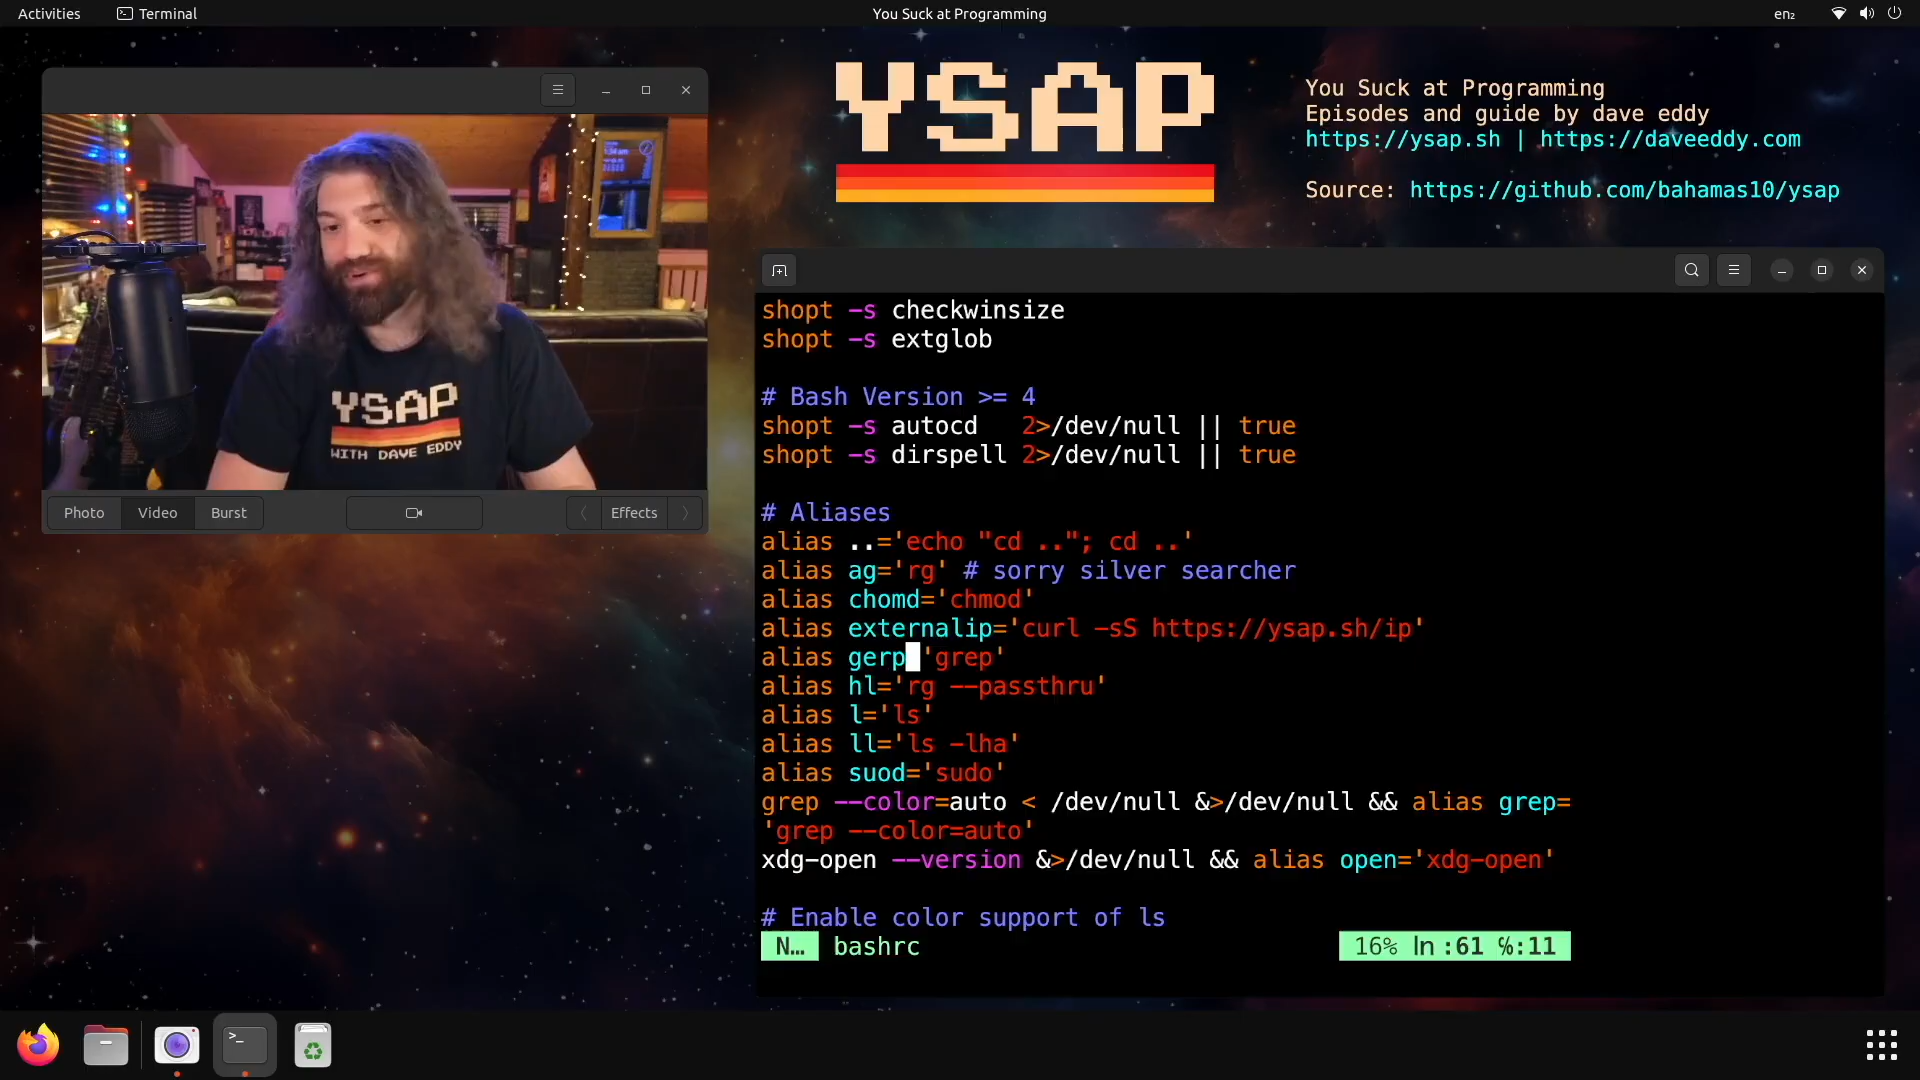 Activities
Terminal
You Suck at Programming
en₂
YSAP
You Suck at Programming
Episodes and guide by dave eddy
https://ysap.sh | https://daveeddy.com
Source: https://github.com/bahamas10/ysap
YSAP
WITH DAVE EDDY
Photo
Video
Burst
Effects
shopt -s checkwinsize
shopt -s extglob
# Bash Version >= 4
shopt -s autocd   2>/dev/null || true
shopt -s dirspell 2>/dev/null || true
# Aliases
alias ..='echo "cd .."; cd ..'
alias ag='rg' # sorry silver searcher
alias chomd='chmod'
alias externalip='curl -sS https://ysap.sh/ip'
alias gerp 'grep'
alias hl='rg --passthru'
alias l='ls'
alias ll='ls -lha'
alias suod='sudo'
grep --color=auto < /dev/null &>/dev/null && alias grep=
'grep --color=auto'
xdg-open --version &>/dev/null && alias open='xdg-open'
# Enable color support of ls
N… bashrc 16% ln :61 ℅:11